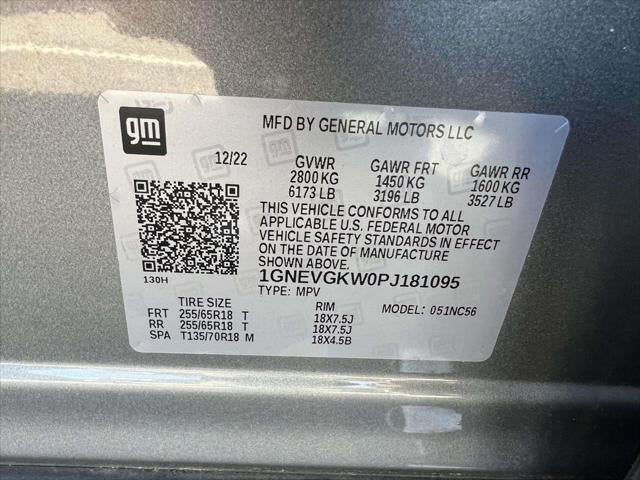 gm
MFD BY GENERAL MOTORS LLC
12/22 GVWR GAWR FRT GAWR RR
2800 KG 1450 KG 1600 KG
6173 LB 3196 LB 3527 LB
THIS VEHICLE CONFORMS TO ALL
APPLICABLE U.S. FEDERAL MOTOR
VEHICLE SAFETY STANDARDS IN EFFECT
ON THE DATE OF MANUFACTURE
SHOWN ABOVE.
130H 1GNEVGKW0PJ181095
TYPE: MPV MODEL: 051NC56
TIRE SIZE RIM
FRT 255/65R18 T 18X7.5J
RR 255/65R18 T 18X7.5J
SPA T135/70R18 M 18X4.5B